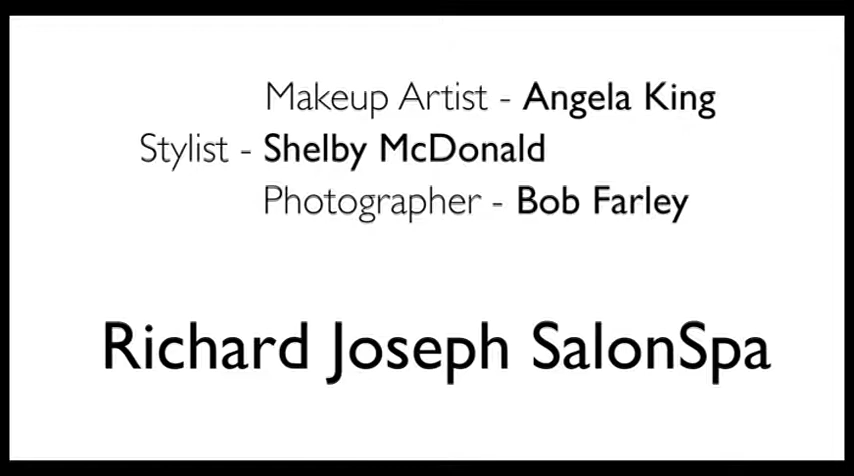 Makeup Artist - Angela King
Stylist - Shelby McDonald
Photographer - Bob Farley
Richard Joseph SalonSpa